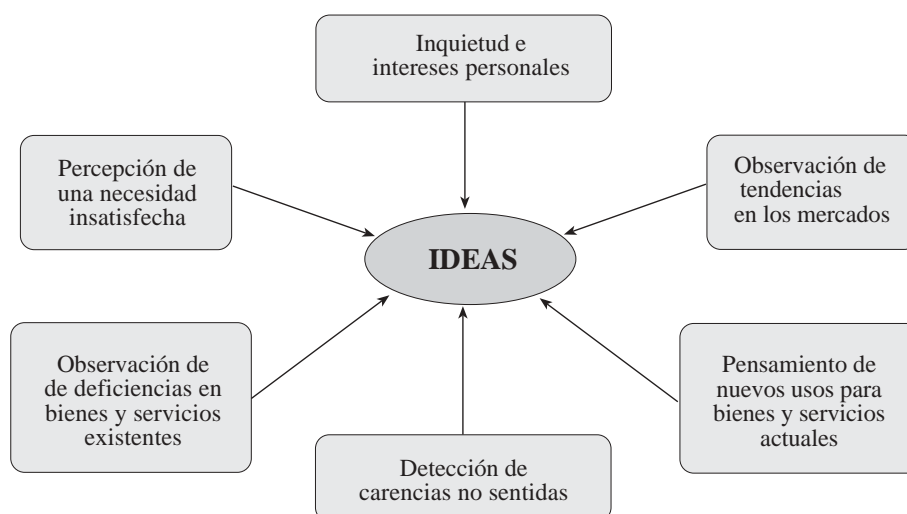 Inquietud e
intereses personales
Percepción de
una necesidad
insatisfecha
Observación de
tendencias
en los mercados
IDEAS
Observación de
de deficiencias en
bienes y servicios
existentes
Detección de
carencias no sentidas
Pensamiento de
nuevos usos para
bienes y servicios
actuales